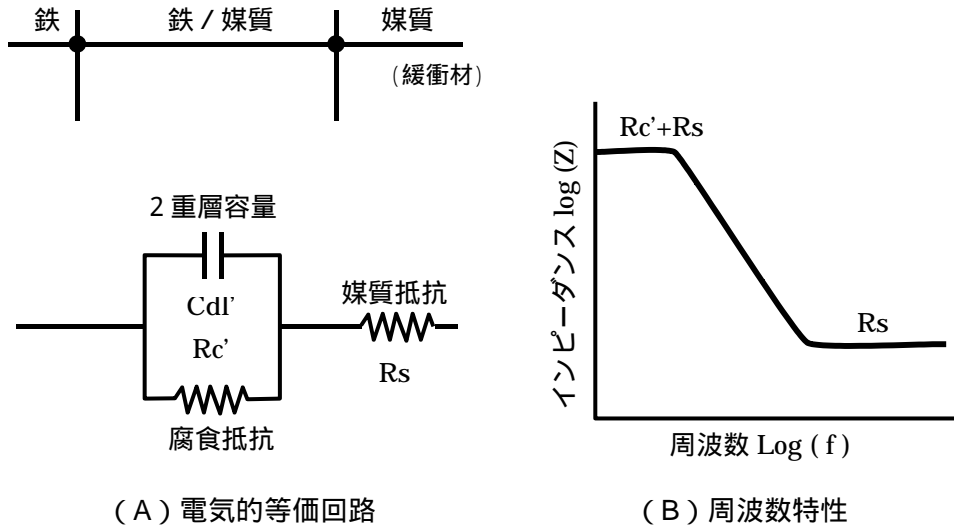 鉄 鉄 / 媒質 媒質
(緩衝材)
2 重層容量
Cdl'
Rc'
腐食抵抗
媒質抵抗
Rs
(A) 電気的等価回路
Rc'+Rs
Rs
インピーダンス log (Z)
周波数 Log ( f )
(B) 周波数特性